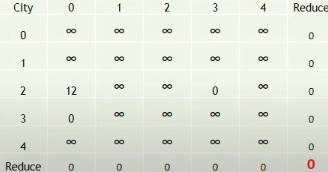 City 0 1 2 3 4 Reduce
0 ∞ ∞ ∞ ∞ ∞ 0
1 ∞ ∞ ∞ ∞ ∞ 0
2 12 ∞ ∞ 0 ∞ 0
3 0 ∞ ∞ ∞ ∞ 0
4 ∞ ∞ ∞ ∞ ∞ 0
Reduce 0 0 0 0 0 0